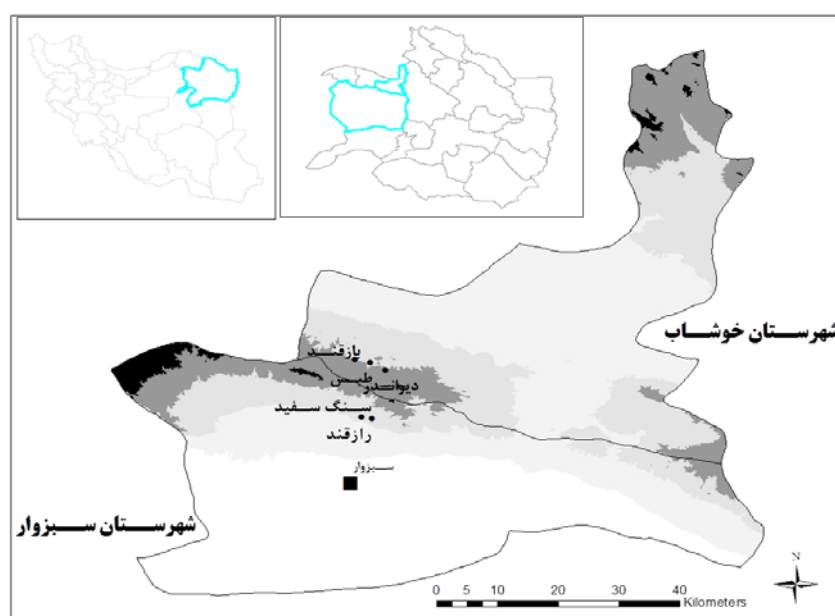 شهرستان خوشاب
بازقند
طبس
دیواندر
سنگ سفید
رازقند
سبزوار
شهرستان سبزوار
N
0 5 10 20 30 40
Kilometers